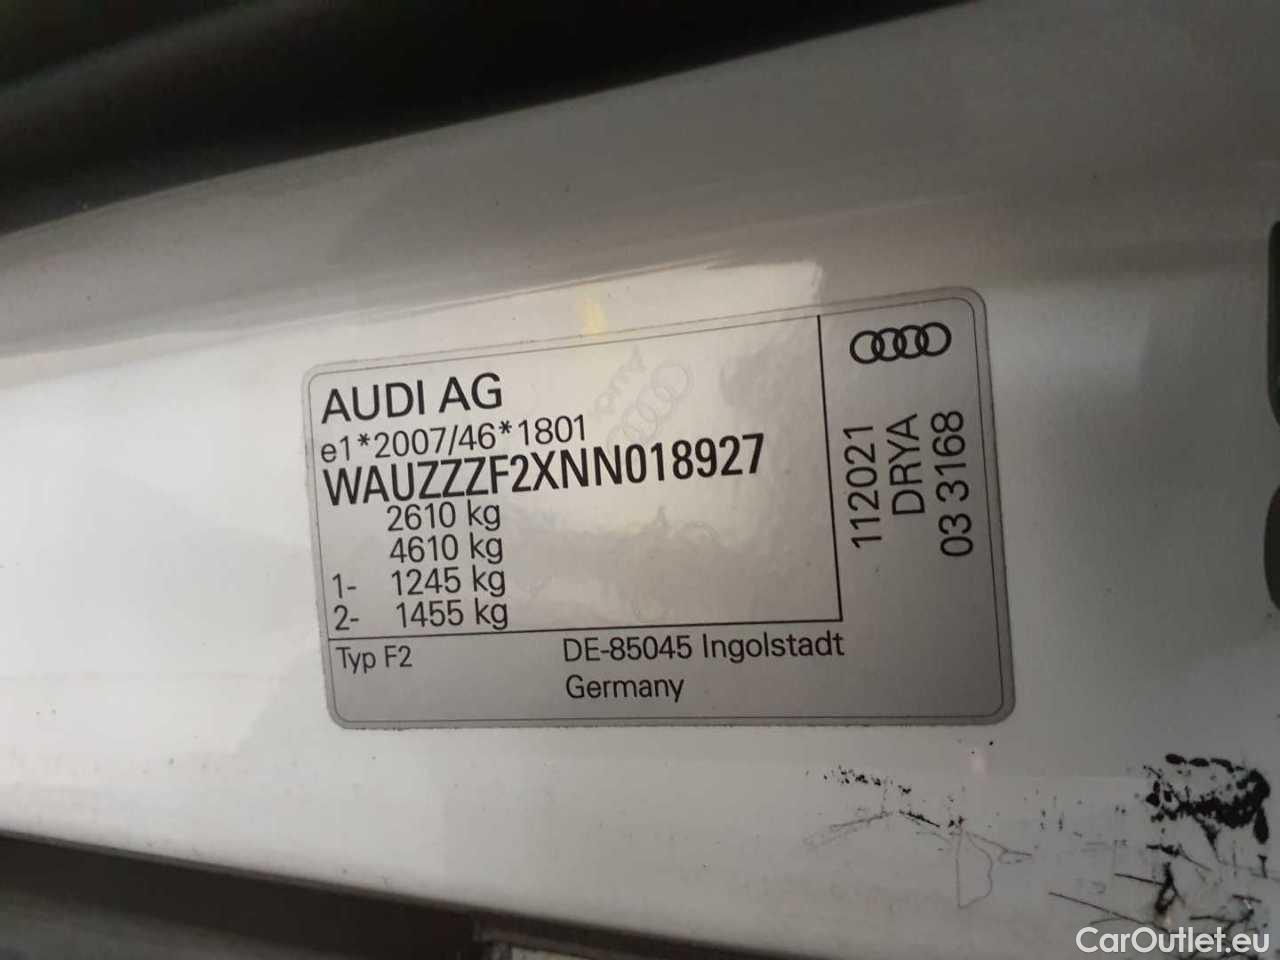 AUDI AG
e1*2007/46*1801
WAUZZZF2XNN018927
2610 kg
4610 kg
1- 1245 kg
2- 1455 kg
Typ F2
DE-85045 Ingolstadt
Germany
112021
DRYA
03 3168
CarOutlet.eu